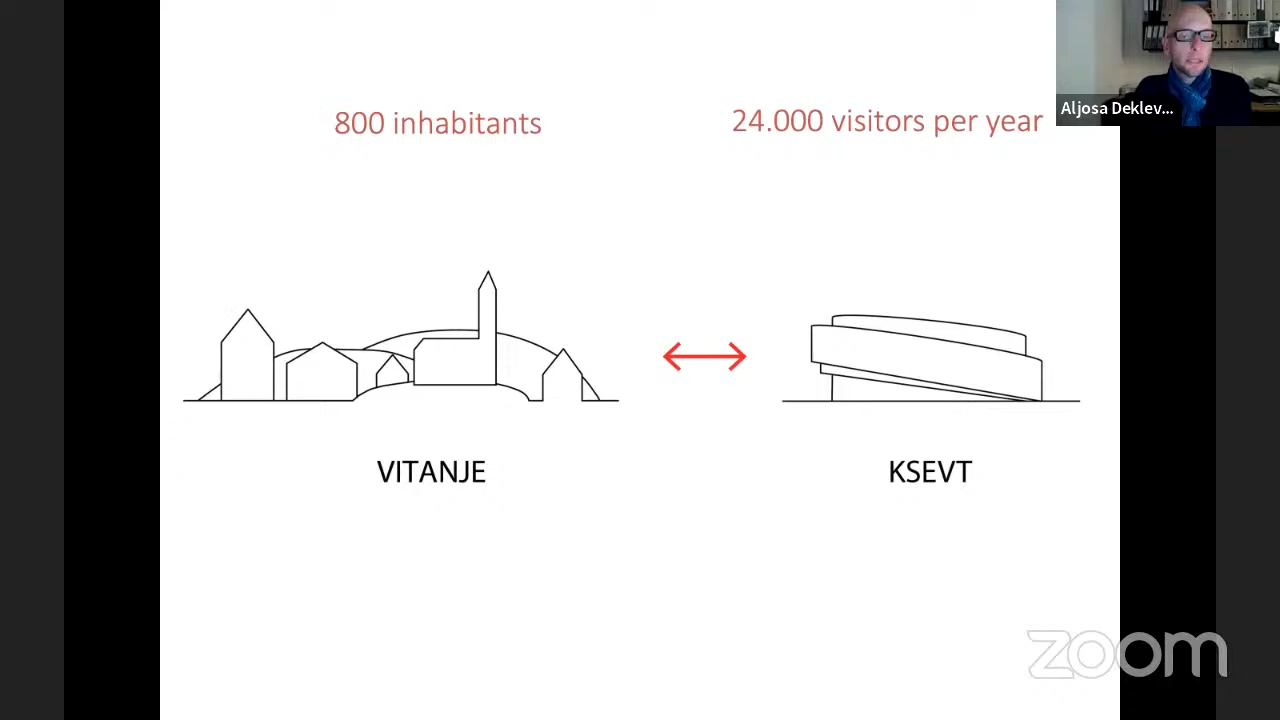 800 inhabitants
24.000 visitors per year
Aljosa Deklev...
VITANJE
KSEVT
zoom